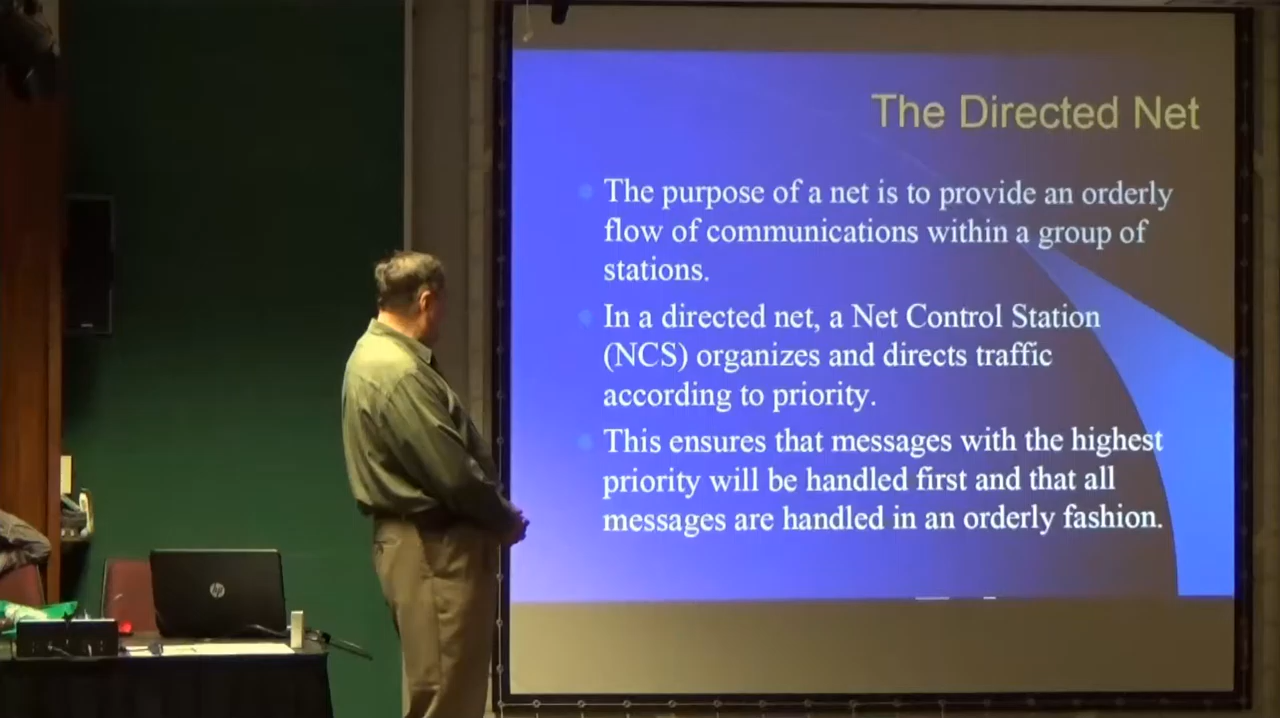 The Directed Net
The purpose of a net is to provide an orderly
flow of communications within a group of
stations.
In a directed net, a Net Control Station
(NCS) organizes and directs traffic
according to priority.
This ensures that messages with the highest
priority will be handled first and that all
messages are handled in an orderly fashion.
hp